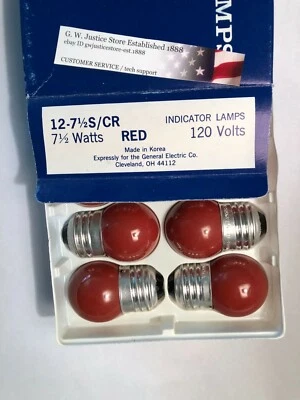 MPS
G. W. Justice Store Established 1888
ebay ID gwjusticestore-est.1888
CUSTOMER SERVICE / tech support
12-7½S/CR
INDICATOR LAMPS
7½ Watts RED 120 Volts
Made in Korea
Expressly for the General Electric Co.
Cleveland, OH 44112